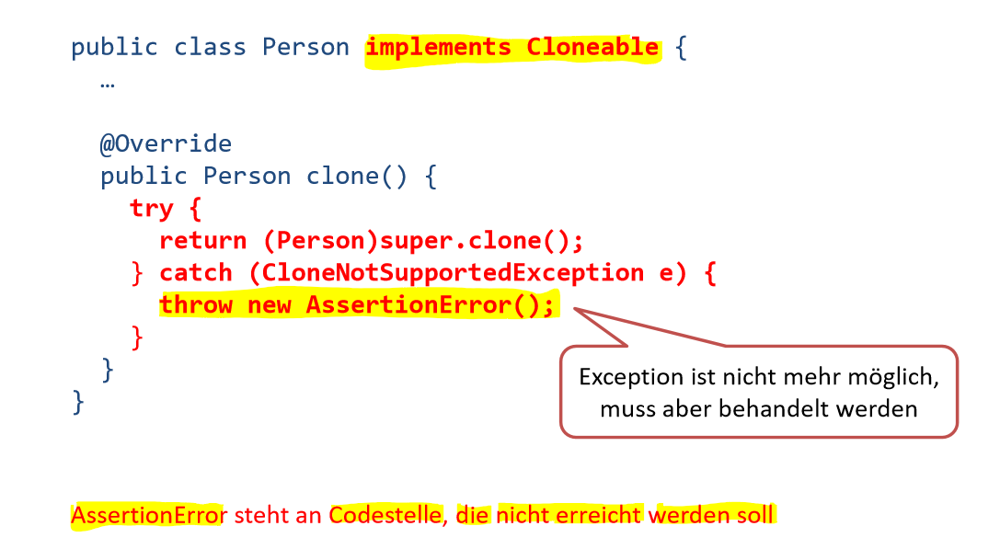 public class Person implements Cloneable {
…
@Override
public Person clone() {
try {
return (Person)super.clone();
} catch (CloneNotSupportedException e) {
throw new AssertionError();
}
}
}
Exception ist nicht mehr möglich,
muss aber behandelt werden
AssertionError steht an Codestelle, die nicht erreicht werden soll